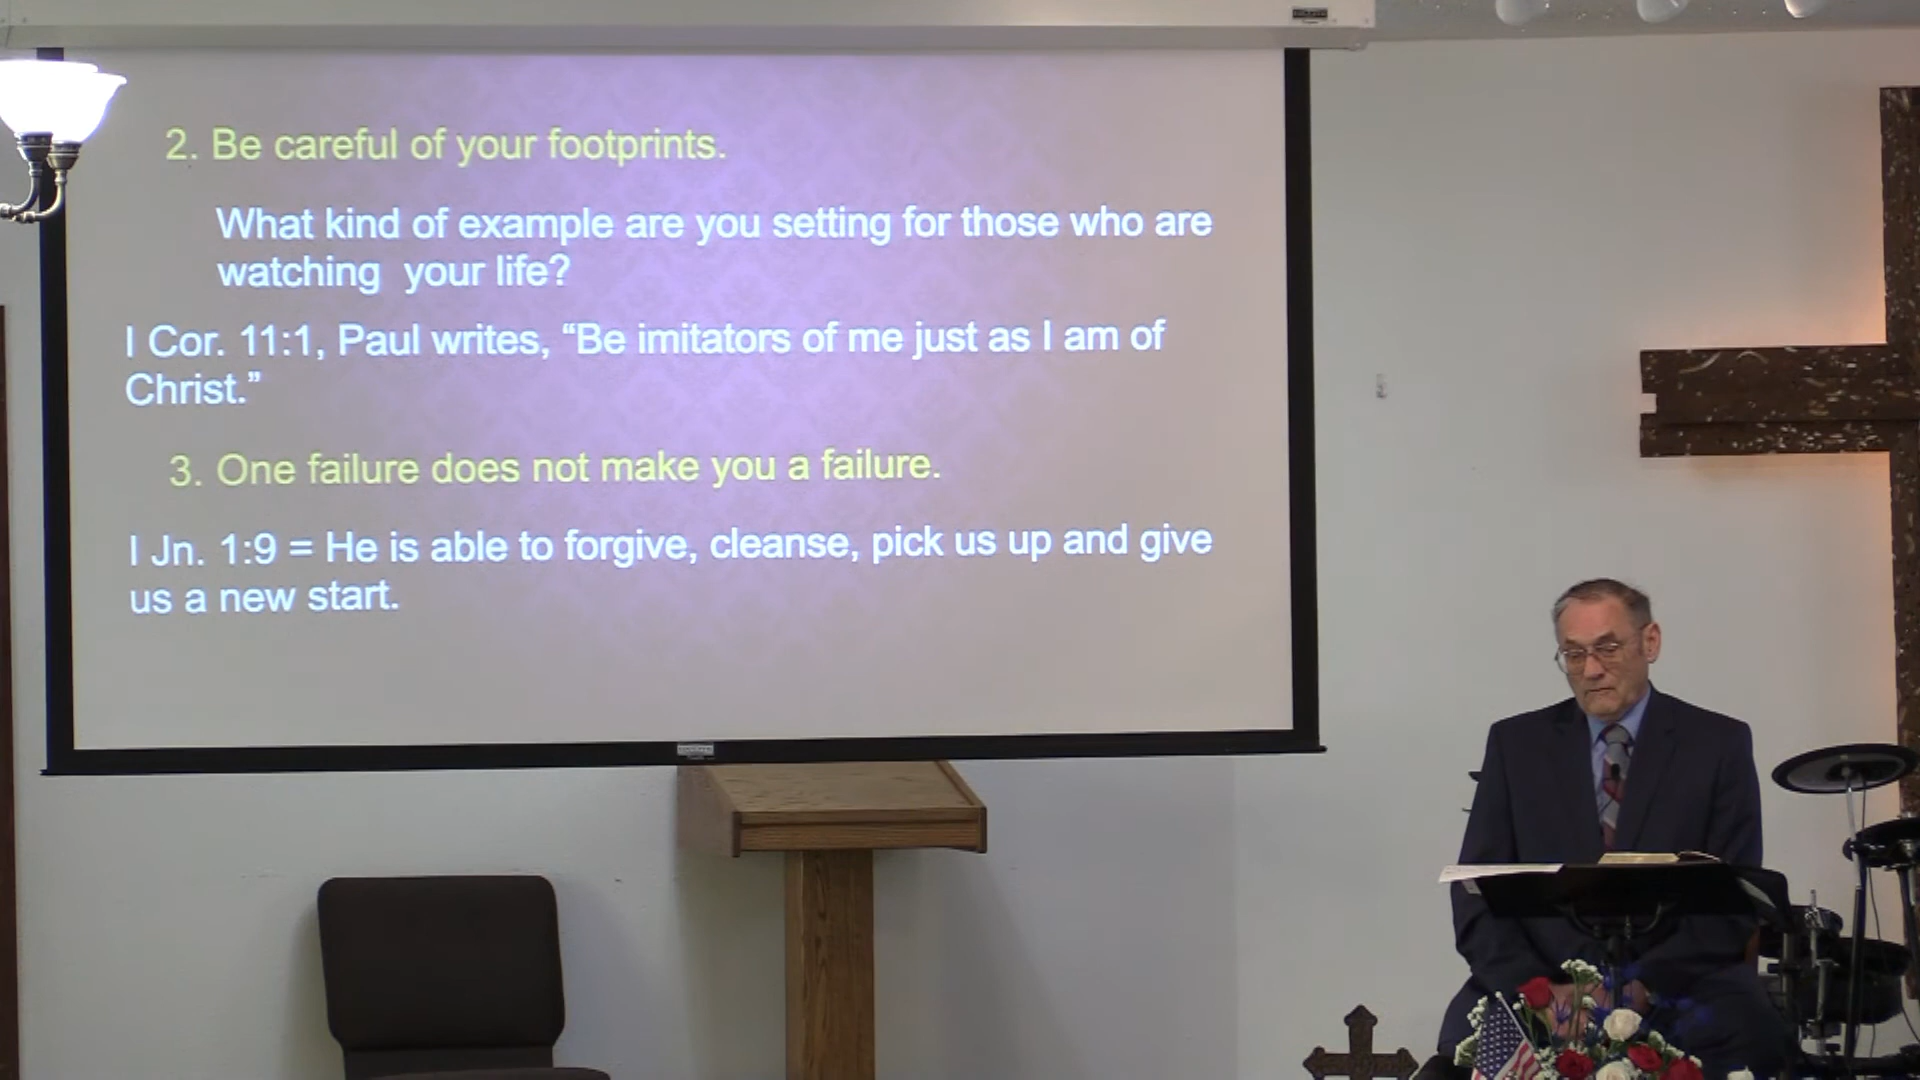 2. Be careful of your footprints.
What kind of example are you setting for those who are
watching your life?
I Cor. 11:1, Paul writes, “Be imitators of me just as I am of
Christ.”
3. One failure does not make you a failure.
I Jn. 1:9 = He is able to forgive, cleanse, pick us up and give
us a new start.